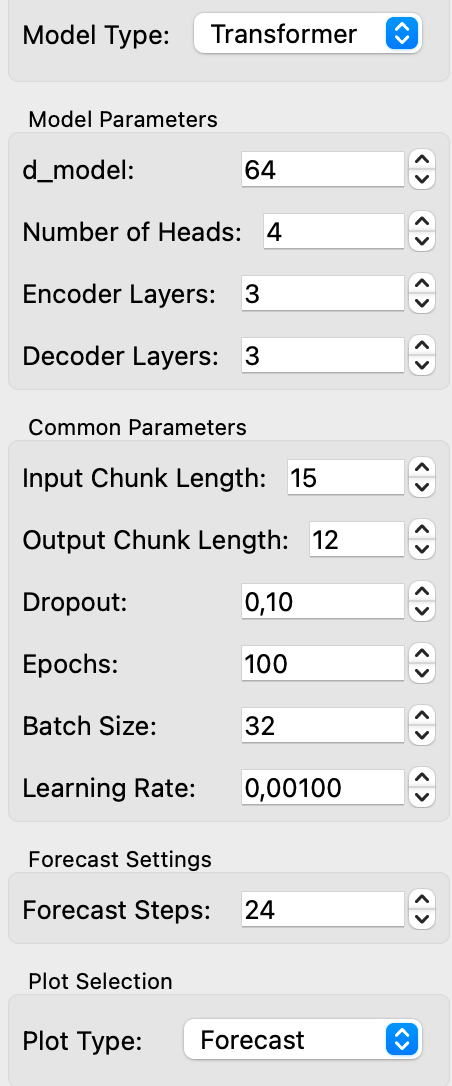 Model Type: Transformer
Model Parameters
d_model: 64
Number of Heads: 4
Encoder Layers: 3
Decoder Layers: 3
Common Parameters
Input Chunk Length: 15
Output Chunk Length: 12
Dropout: 0,10
Epochs: 100
Batch Size: 32
Learning Rate: 0,00100
Forecast Settings
Forecast Steps: 24
Plot Selection
Plot Type: Forecast